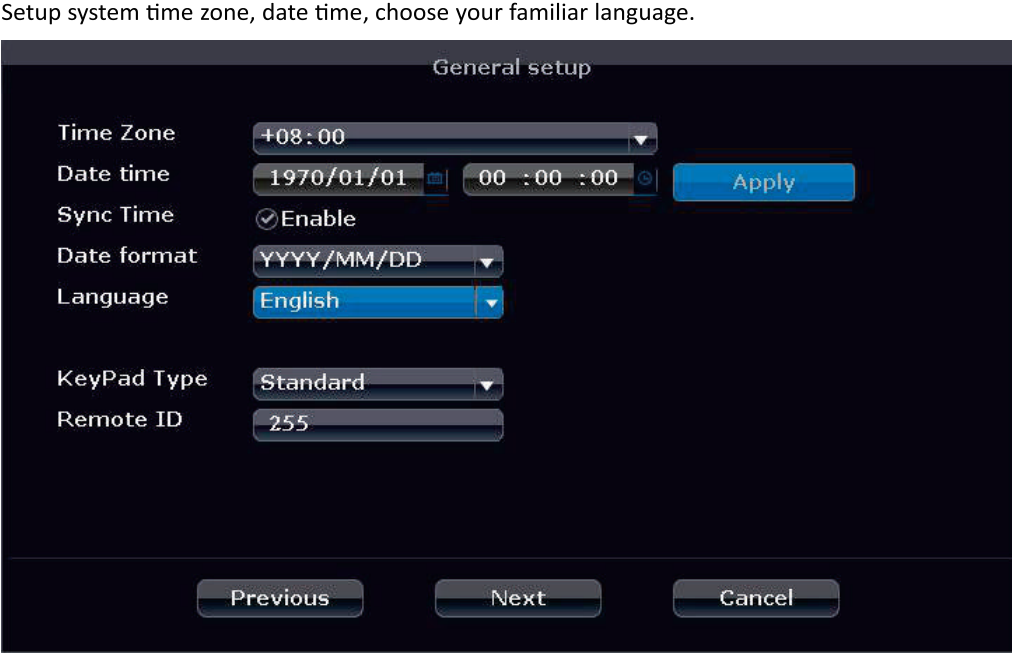 Setup system time zone, date time, choose your familiar language.
General setup
Time Zone +08:00
Date time 1970/01/01 00 :00 :00 Apply
Sync Time Enable
Date format YYYY/MM/DD
Language English
KeyPad Type Standard
Remote ID 255
Previous Next Cancel